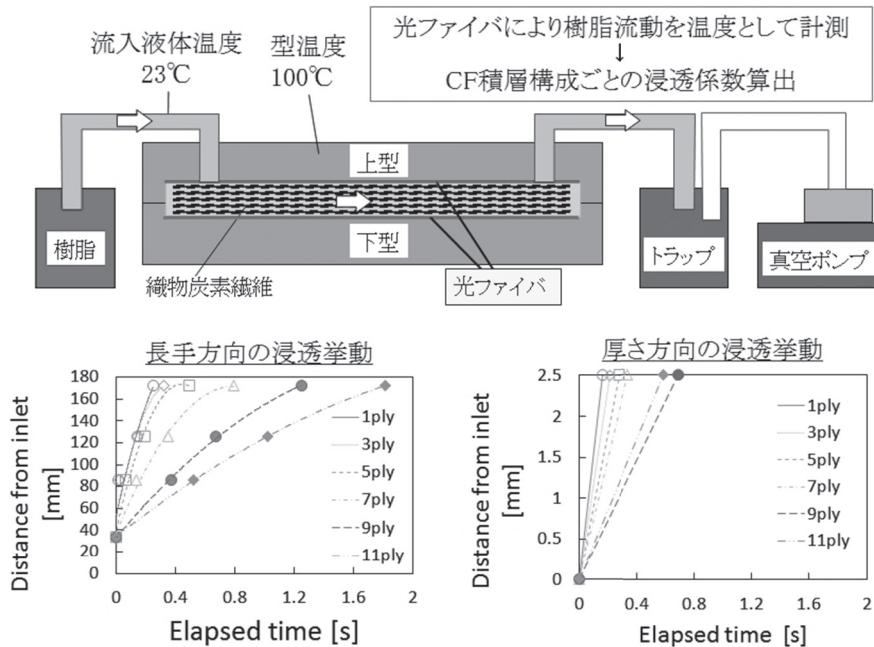 流入液体温度
23℃
型温度
100℃
光ファイバにより樹脂流動を温度として計測
↓
CF積層構成ごとの浸透係数算出
上型
下型
樹脂
織物炭素繊維
光ファイバ
トラップ
真空ポンプ
長手方向の浸透挙動
Distance from inlet
[mm]
180
160
140
120
100
80
60
40
20
0
0
0.4
0.8
1.2
1.6
2
1ply
3ply
5ply
7ply
9ply
11ply
Elapsed time [s]
厚さ方向の浸透挙動
Distance from inlet
[mm]
2.5
2
1.5
1
0.5
0
0
0.4
0.8
1.2
1.6
2
1ply
3ply
5ply
7ply
9ply
11ply
Elapsed time [s]